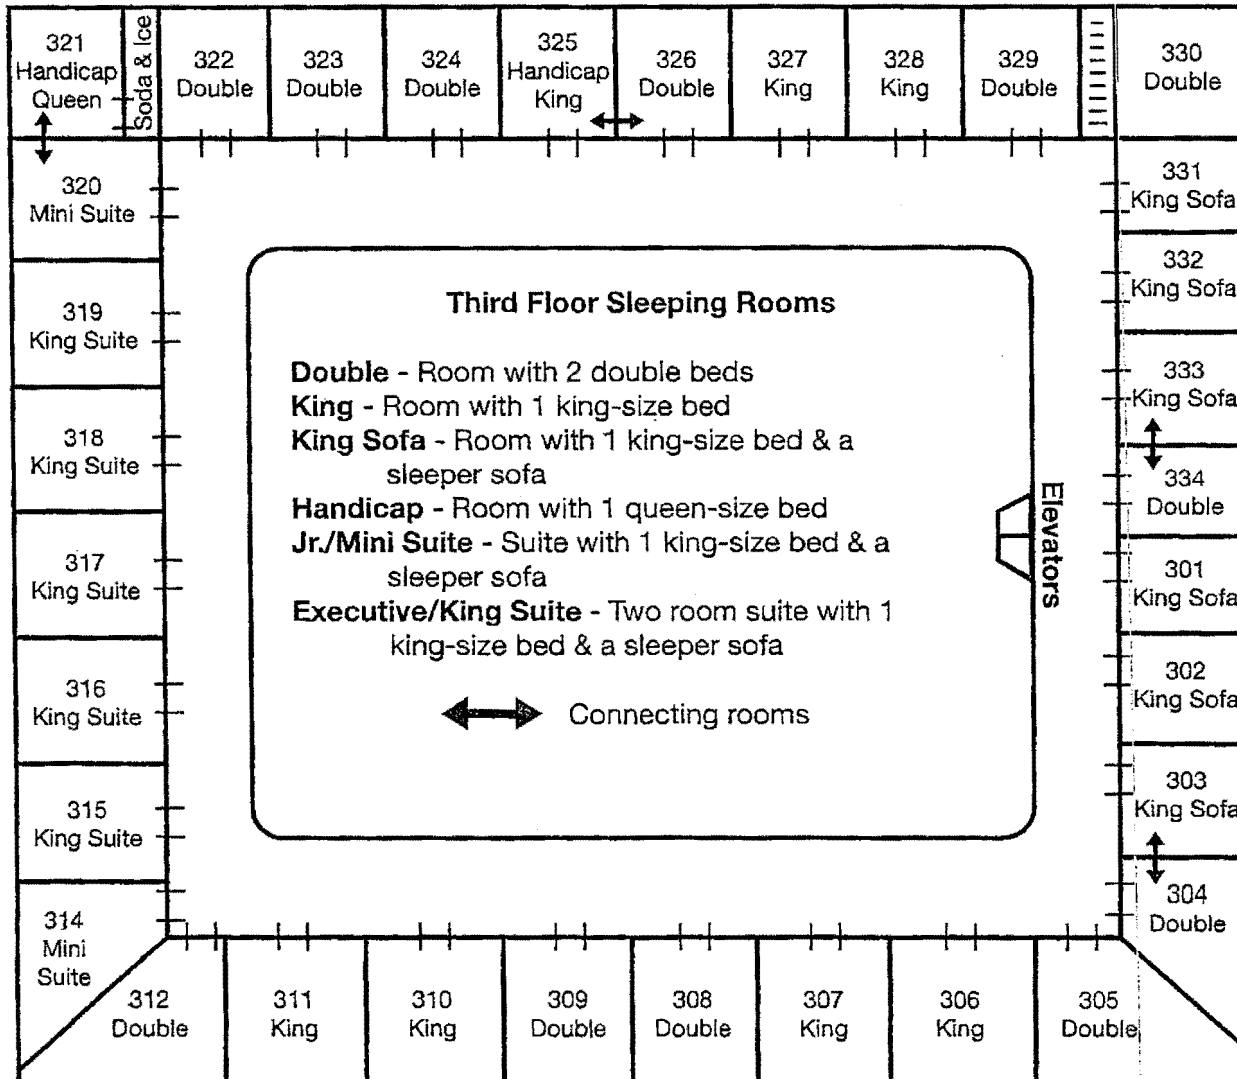 321
Handicap
Queen
Soda & Ice
322
Double
323
Double
324
Double
325
Handicap
King
326
Double
327
King
328
King
329
Double
330
Double
320
Mini Suite
319
King Suite
318
King Suite
317
King Suite
316
King Suite
315
King Suite
314
Mini
Suite
Third Floor Sleeping Rooms
Double - Room with 2 double beds
King - Room with 1 king-size bed
King Sofa - Room with 1 king-size bed & a
sleeper sofa
Handicap - Room with 1 queen-size bed
Jr./Mini Suite - Suite with 1 king-size bed & a
sleeper sofa
Executive/King Suite - Two room suite with 1
king-size bed & a sleeper sofa
Connecting rooms
Elevators
331
King Sofa
332
King Sofa
333
King Sofa
334
Double
301
King Sofa
302
King Sofa
303
King Sofa
304
Double
312
Double
311
King
310
King
309
Double
308
Double
307
King
306
King
305
Double